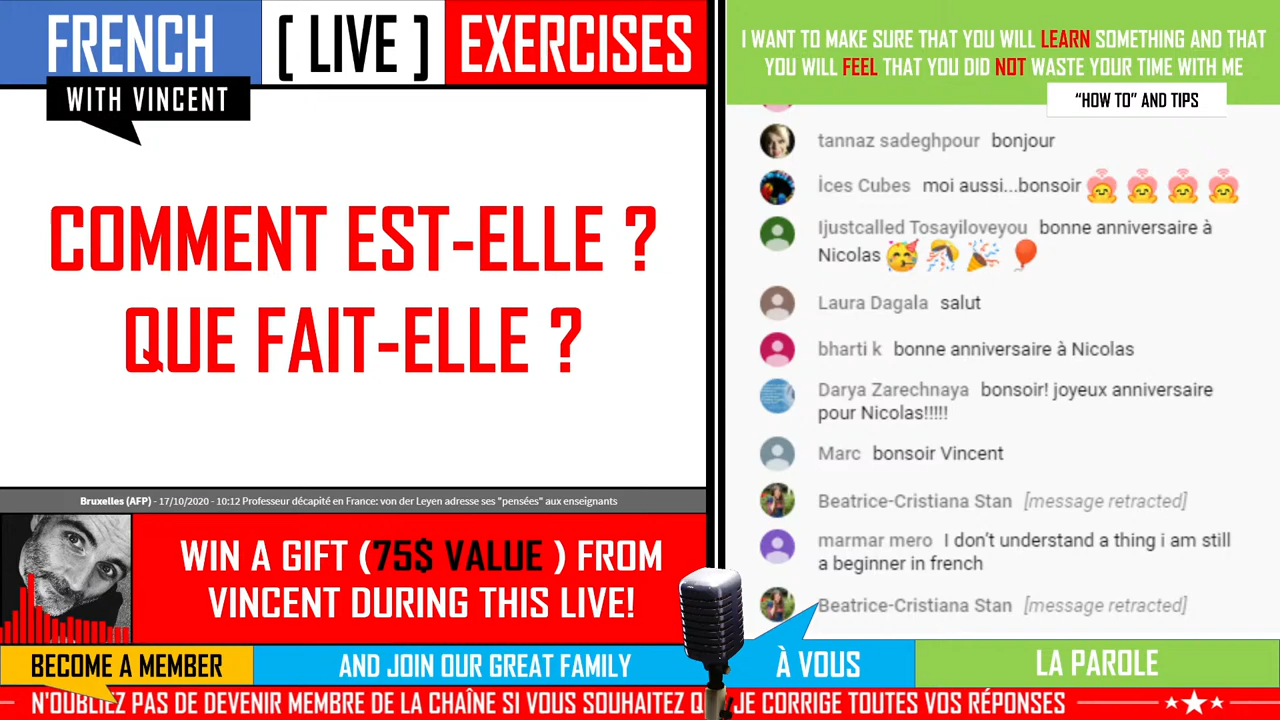 FRENCH
WITH VINCENT
[ LIVE ]
EXERCISES
COMMENT EST-ELLE ?
QUE FAIT-ELLE ?
Bruxelles (AFP) - 17/10/2020 - 10:12 Professeur décapité en France: von der Leyen adresse ses "pensées" aux enseignants
WIN A GIFT (75$ VALUE ) FROM
VINCENT DURING THIS LIVE!
I WANT TO MAKE SURE THAT YOU WILL LEARN SOMETHING AND THAT
YOU WILL FEEL THAT YOU DID NOT WASTE YOUR TIME WITH ME
“HOW TO” AND TIPS
tannaz sadeghpour bonjour
İces Cubes moi aussi...bonsoir
Ijustcalled Tosayiloveyou bonne anniversaire à
Nicolas
Laura Dagala salut
bharti k bonne anniversaire à Nicolas
Darya Zarechnaya bonsoir! joyeux anniversaire
pour Nicolas!!!!!
Marc bonsoir Vincent
Beatrice-Cristiana Stan [message retracted]
marmar mero I don't understand a thing i am still
a beginner in french
Beatrice-Cristiana Stan [message retracted]
BECOME A MEMBER
AND JOIN OUR GREAT FAMILY
À VOUS
LA PAROLE
N'OUBLIEZ PAS DE DEVENIR MEMBRE DE LA CHAÎNE SI VOUS SOUHAITEZ JE CORRIGE TOUTES VOS RÉPONSES